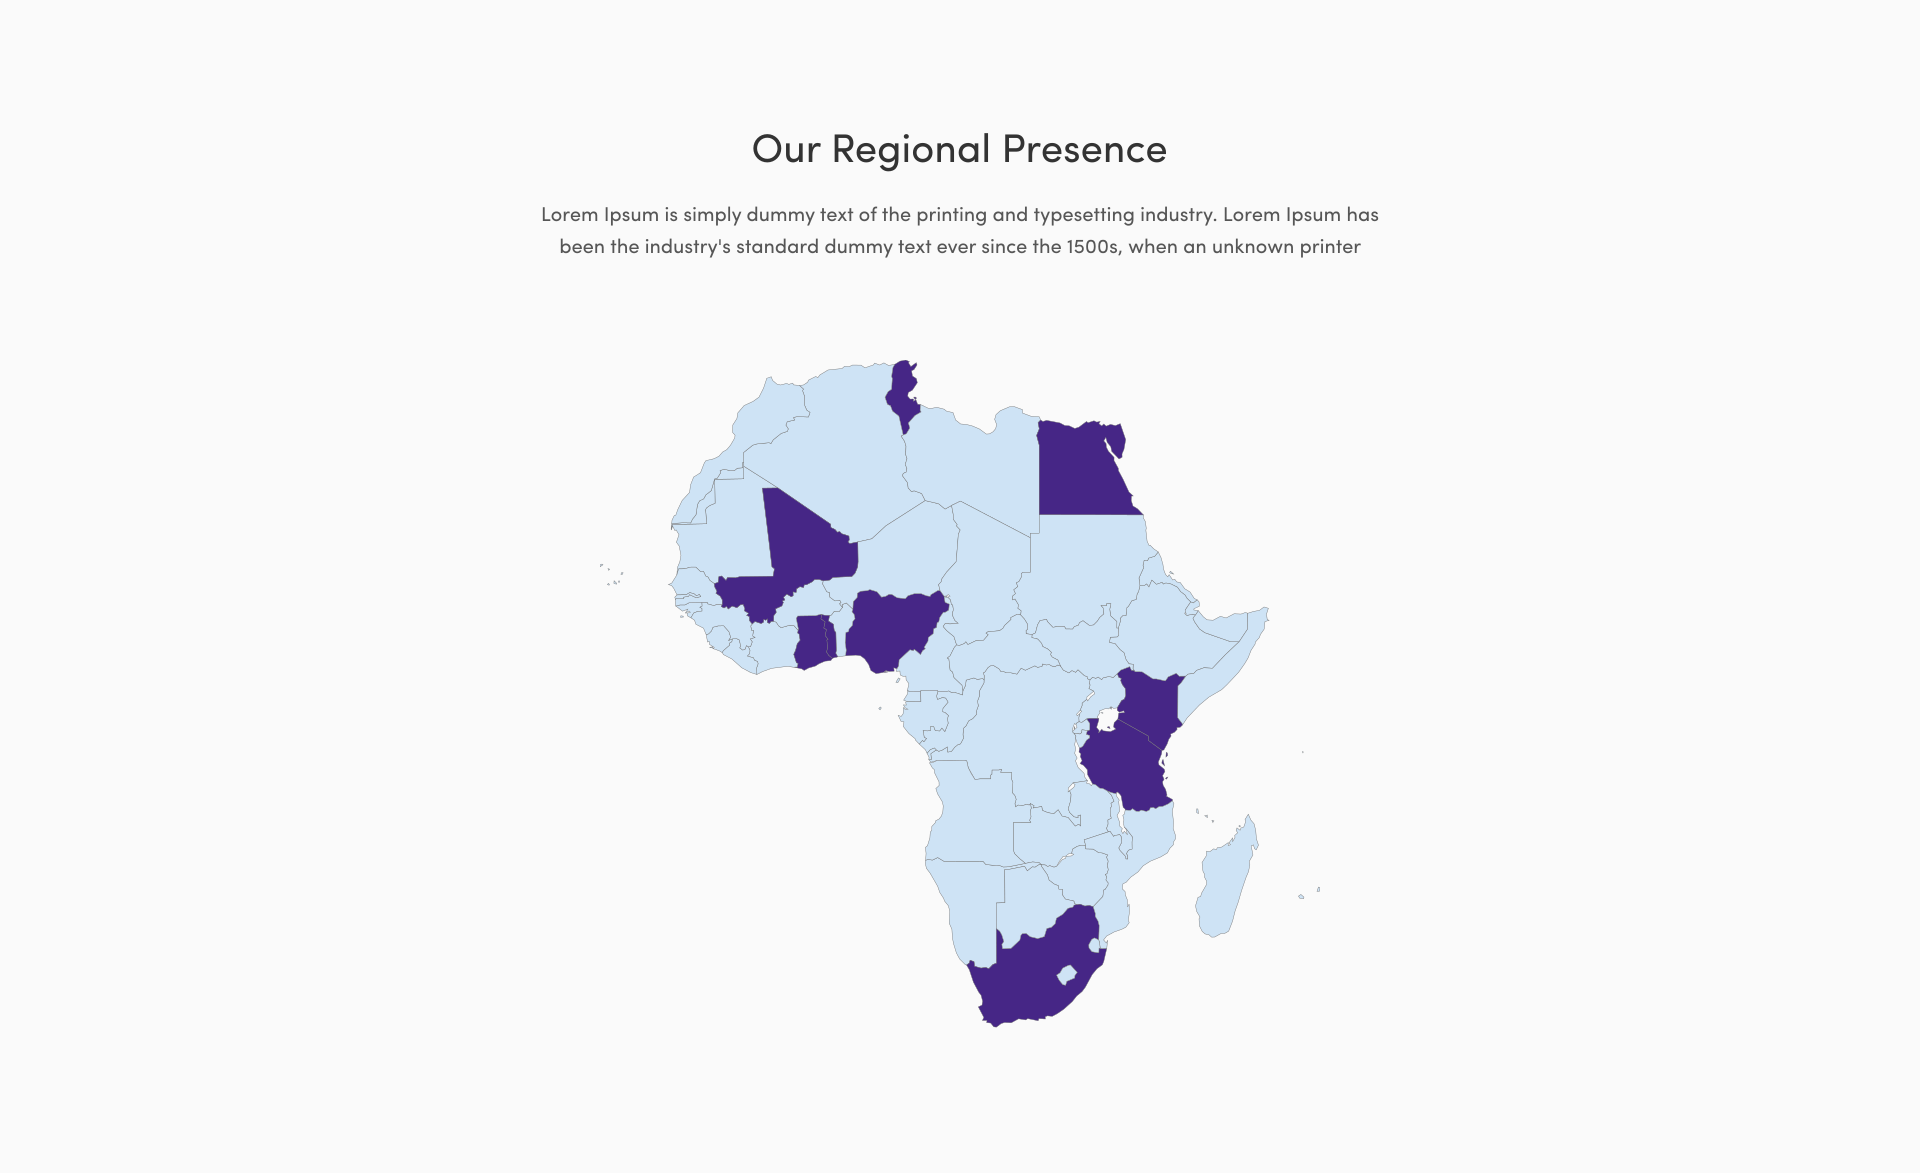 Our Regional Presence
Lorem Ipsum is simply dummy text of the printing and typesetting industry. Lorem Ipsum has
been the industry's standard dummy text ever since the 1500s, when an unknown printer